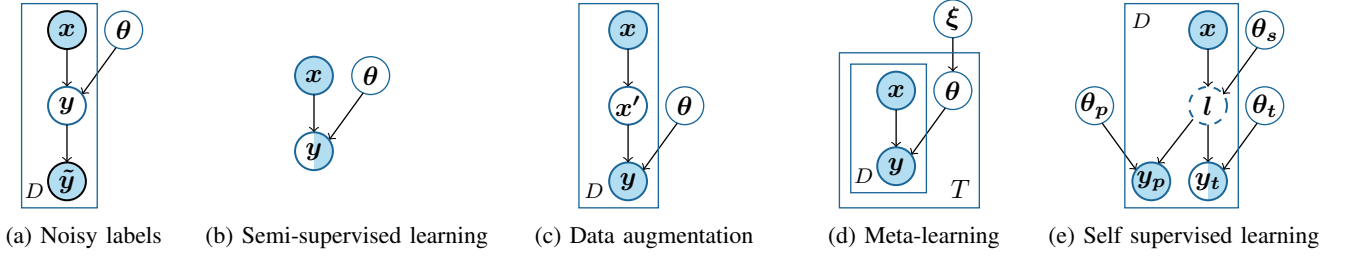 x θ
y
D ỹ
(a) Noisy labels
x θ
y
(b) Semi-supervised learning
x
x′ θ
D y
(c) Data augmentation
ξ
x θ
D y
T
(d) Meta-learning
D x θₛ
θₚ l θₜ
yₚ yₜ
(e) Self supervised learning